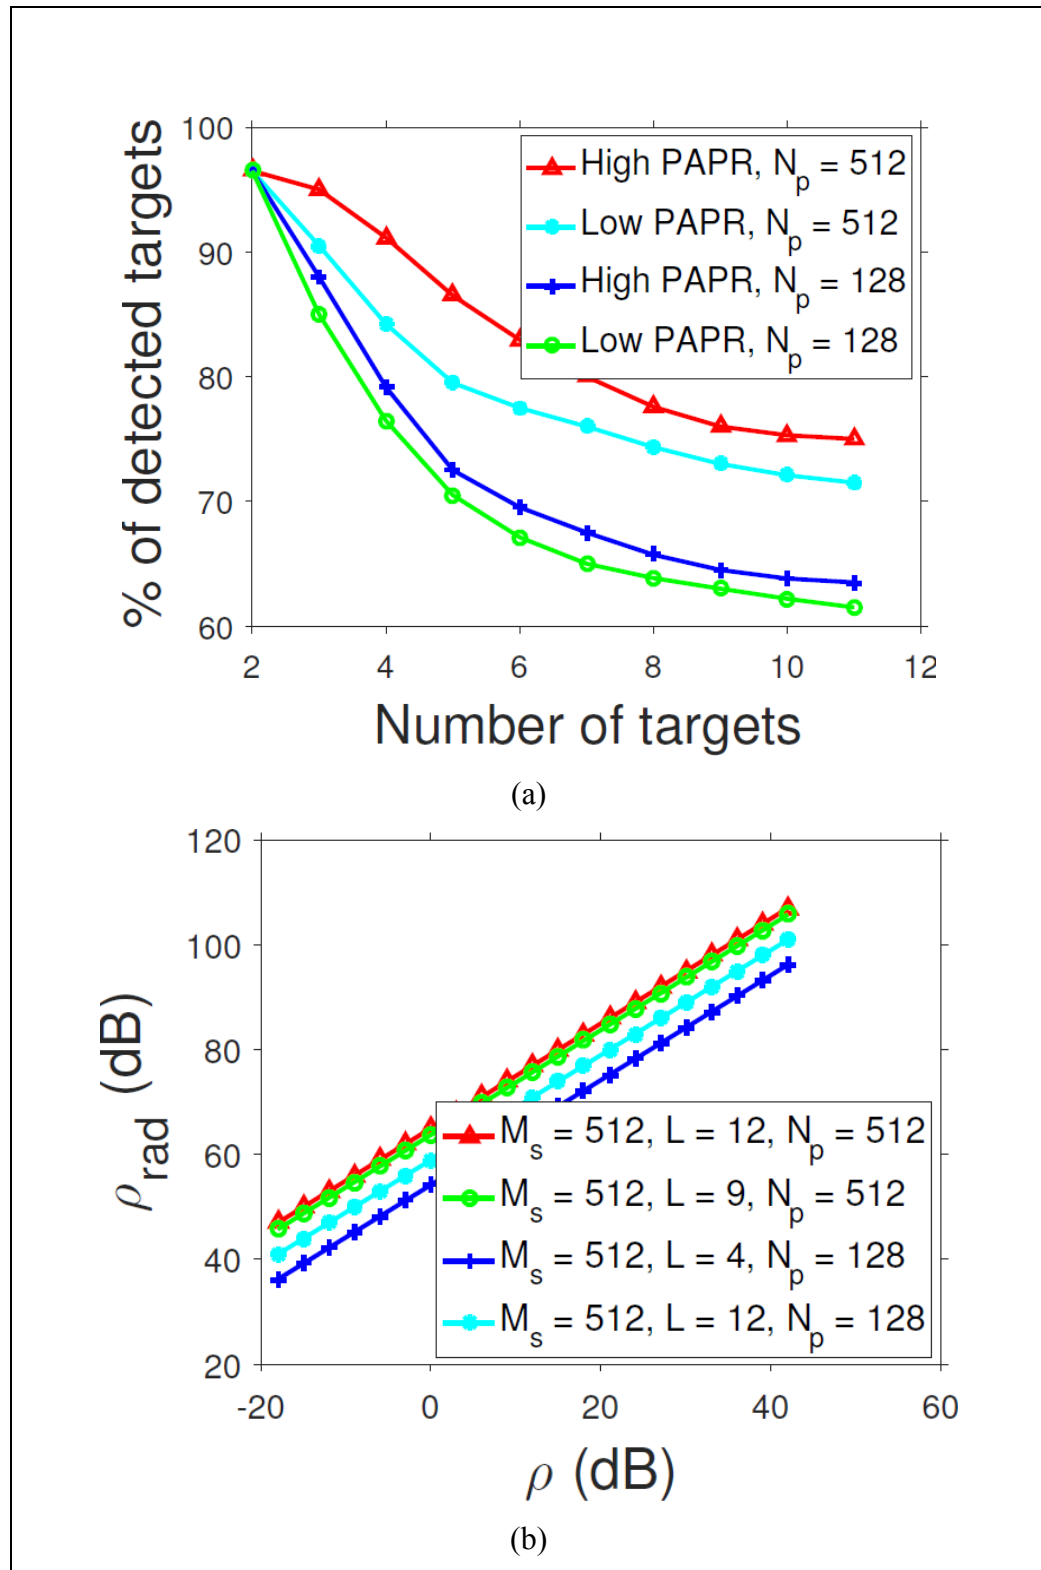 100
90
80
70
60
% of detected targets
High PAPR, Np = 512
Low PAPR, Np = 512
High PAPR, Np = 128
Low PAPR, Np = 128
2 4 6 8 10 12
Number of targets
(a)
120
100
80
60
40
20
ρrad (dB)
Ms = 512, L = 12, Np = 512
Ms = 512, L = 9, Np = 512
Ms = 512, L = 4, Np = 128
Ms = 512, L = 12, Np = 128
-20 0 20 40 60
ρ (dB)
(b)